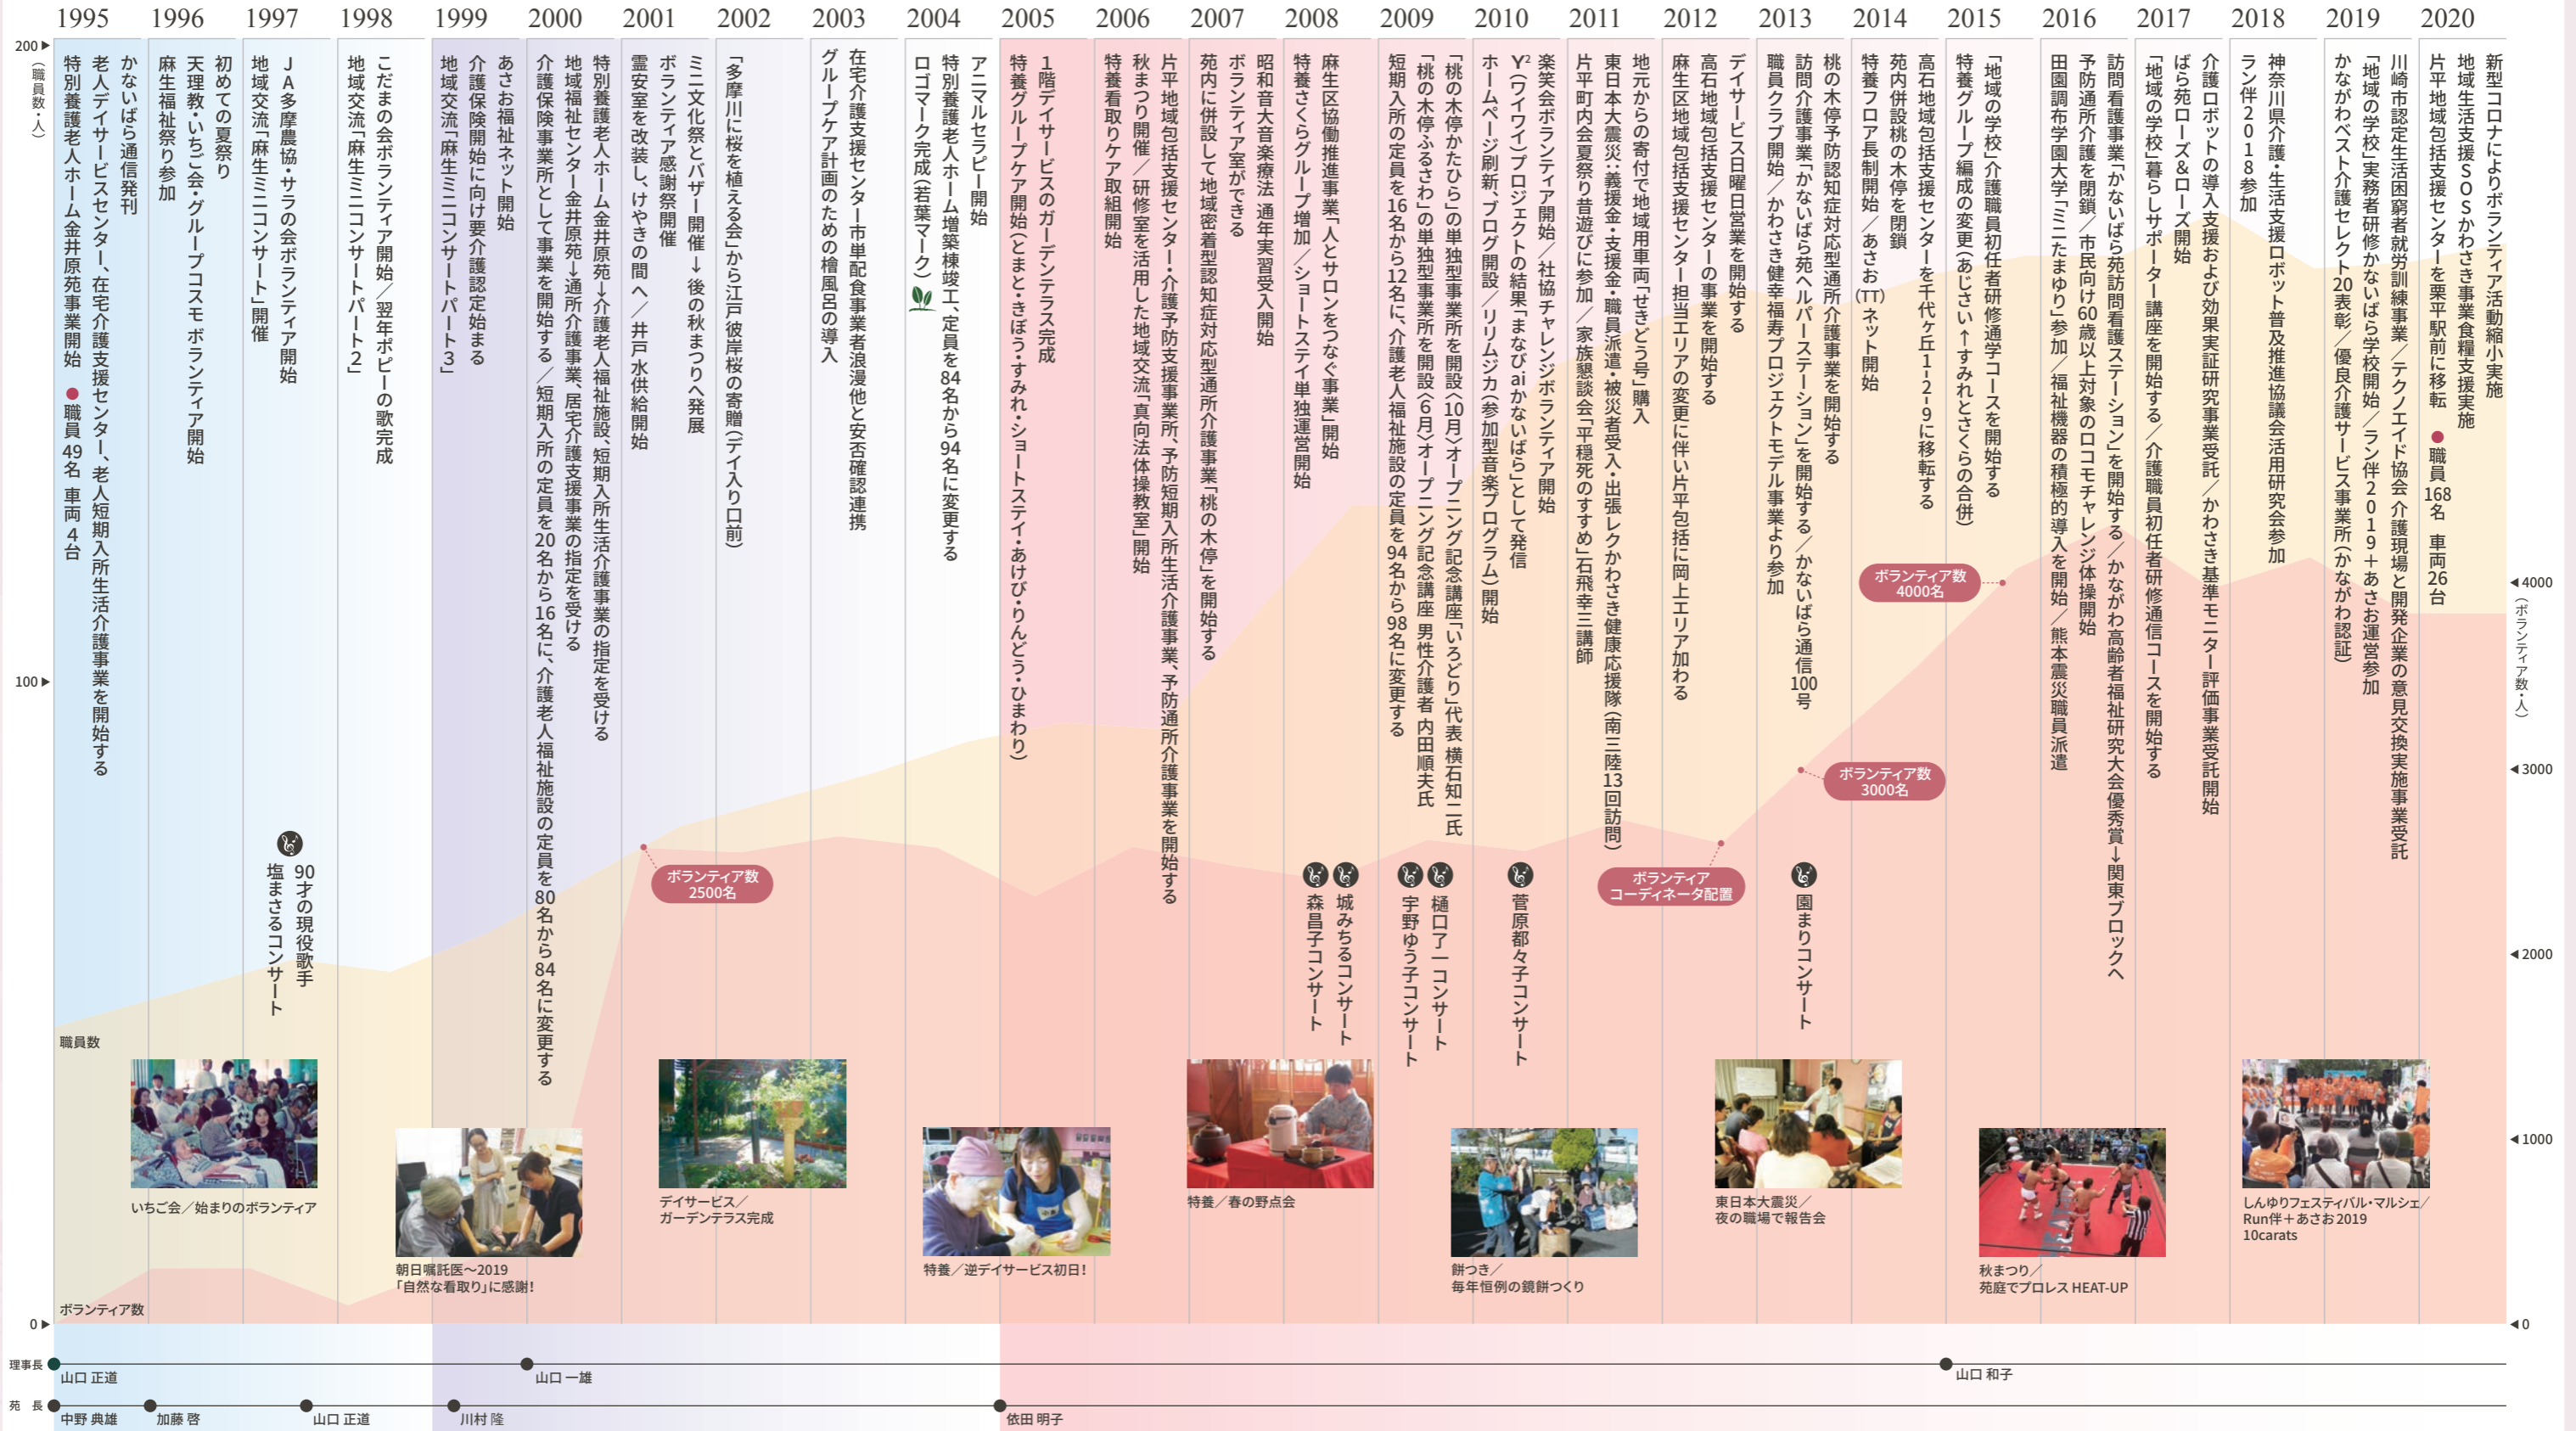 1995
1996
1997
1998
1999
2000
2001
2002
2003
2004
2005
2006
2007
2008
2009
2010
2011
2012
2013
2014
2015
2016
2017
2018
2019
2020
200
（職員数・人）
100
0
特別養護老人ホーム金井原苑事業開始 ●職員49名 車両4台
老人デイサービスセンター、在宅介護支援センター、老人短期入所生活介護事業を開始する
かないばら通信発刊
麻生福祉祭り参加
天理教・いちご会・グループコスモ ボランティア開始
初めての夏祭り
地域交流「麻生ミニコンサート」開催
JA多摩農協・サラの会ボランティア開始
地域交流「麻生ミニコンサートパート2」
こだまの会ボランティア開始／翌年ポピーの歌完成
地域交流「麻生ミニコンサートパート3」
介護保険開始に向け要介護認定始まる
あさお福祉ネット開始
介護保険事業所として事業を開始する／短期入所の定員を20名から16名に、介護老人福祉施設の定員を80名から84名に変更する
地域福祉センター金井原苑→通所介護事業、居宅介護支援事業の指定を受ける
特別養護老人ホーム金井原苑→介護老人福祉施設、短期入所生活介護事業の指定を受ける
霊安室を改装し、けやきの間へ／井戸水供給開始
ボランティア感謝祭開催
ミニ文化祭とバザー開催→後の秋まつりへ発展
「多摩川に桜を植える会」から江戸彼岸桜の寄贈（デイ入り口前）
グループケア計画のための檜風呂の導入
在宅介護支援センター市単配食事業者浪漫他と安否確認連携
ロゴマーク完成（若葉マーク）
特別養護老人ホーム増築棟竣工、定員を84名から94名に変更する
アニマルセラピー開始
特養グループケア開始（とまと・きぼう・すみれ・ショートステイ・あけび・りんどう・ひまわり）
1階デイサービスのガーデンテラス完成
特養看取りケア取組開始
秋まつり開催／研修室を活用した地域交流「真向法体操教室」開始
片平地域包括支援センター・介護予防支援事業所、予防短期入所生活介護事業、予防通所介護事業を開始する
苑内に併設して地域密着型認知症対応型通所介護事業「桃の木停」を開始する
ボランティア室ができる
昭和音大音楽療法 通年実習受入開始
特養さくらグループ増加／ショートステイ単独運営開始
麻生区協働推進事業「人とサロンをつなぐ事業」開始
短期入所の定員を16名から12名に、介護老人福祉施設の定員を94名から98名に変更する
「桃の木停ふるさわ」の単独型事業所を開設〈6月〉オープニング記念講座 男性介護者 内田順夫氏
「桃の木停かたひら」の単独型事業所を開設〈10月〉オープニング記念講座「いろどり」代表 横石知二氏
ホームページ刷新、ブログ開設／リリムジカ（参加型音楽プログラム）開始
Y²（ワイワイ）プロジェクトの結果「まなびaiかないばら」として発信
楽笑会ボランティア開始／社協 チャレンジボランティア開始
片平町内会夏祭り昔遊びに参加／家族懇談会「平穏死のすすめ」石飛幸三講師
東日本大震災：義援金・支援金・職員派遣・被災者受入・出張レクかわさき健康応援隊（南三陸13回訪問）
地元からの寄付で地域用車両「せきどう号」購入
麻生区地域包括支援センター担当エリアの変更に伴い片平包括に岡上エリア加わる
高石地域包括支援センターの事業を開始する
デイサービス日曜日営業を開始する
職員クラブ開始／かわさき健幸福寿プロジェクトモデル事業より参加
訪問介護事業「かないばら苑ヘルパーステーション」を開始する／かないばら通信100号
桃の木停予防認知症対応型通所介護事業を開始する
特養フロア長制開始／あさお（TT）ネット開始
苑内併設桃の木停を閉鎖
高石地域包括支援センターを千代ヶ丘1-2-9に移転する
特養グループ編成の変更（あじさい←すみれとさくらの合併）
「地域の学校」介護職員初任者研修通学コースを開始する
田園調布学園大学「ミニたまゆり」参加／福祉機器の積極的導入を開始／熊本震災職員派遣
予防通所介護を閉鎖／市民向け60歳以上対象のロコモチャレンジ体操開始
訪問看護事業「かないばら苑訪問看護ステーション」を開始する／かながわ高齢者福祉研究大会優秀賞→関東ブロックへ
「地域の学校」暮らしサポーター講座を開始する／介護職員初任者研修通信コースを開始する
ばら苑ローズ＆ローズ開始
介護ロボットの導入支援および効果実証研究事業受託／かわさき基準モニター評価事業受託開始
ラン伴2018参加
神奈川県介護・生活支援ロボット普及推進協議会活用研究会参加
かながわベスト介護セレクト20表彰／優良介護サービス事業所（かながわ認証）
「地域の学校」実務者研修かないばら学校開始／ラン伴2019＋あさお運営参加
川崎市認定生活困窮者就労訓練事業／テクノエイド協会 介護現場と開発企業の意見交換実施事業受託
片平地域包括支援センターを栗平駅前に移転 ●職員168名 車両26台
地域生活支援SOSかわさき事業食糧支援実施
新型コロナによりボランティア活動縮小実施
90才の現役歌手
塩まさるコンサート
森昌子コンサート
城みちるコンサート
宇野ゆう子コンサート
樋口了一コンサート
菅原都々子コンサート
園まりコンサート
ボランティア数
2500名
ボランティア
コーディネータ配置
ボランティア数
3000名
ボランティア数
4000名
4000
（ボランティア数・人）
3000
2000
1000
0
職員数
ボランティア数
いちご会／始まりのボランティア
朝日嘱託医～2019
「自然な看取り」に感謝！
デイサービス／
ガーデンテラス完成
特養／逆デイサービス初日！
特養／春の野点会
餅つき／
毎年恒例の鏡餅つくり
東日本大震災／
夜の職場で報告会
秋まつり／
苑庭でプロレス HEAT-UP
しんゆりフェスティバル・マルシェ／
Run伴＋あさお2019
10carats
理事長
山口 正道
山口 一雄
山口 和子
苑 長
中野 典雄
加藤 啓
山口 正道
川村 隆
依田 明子